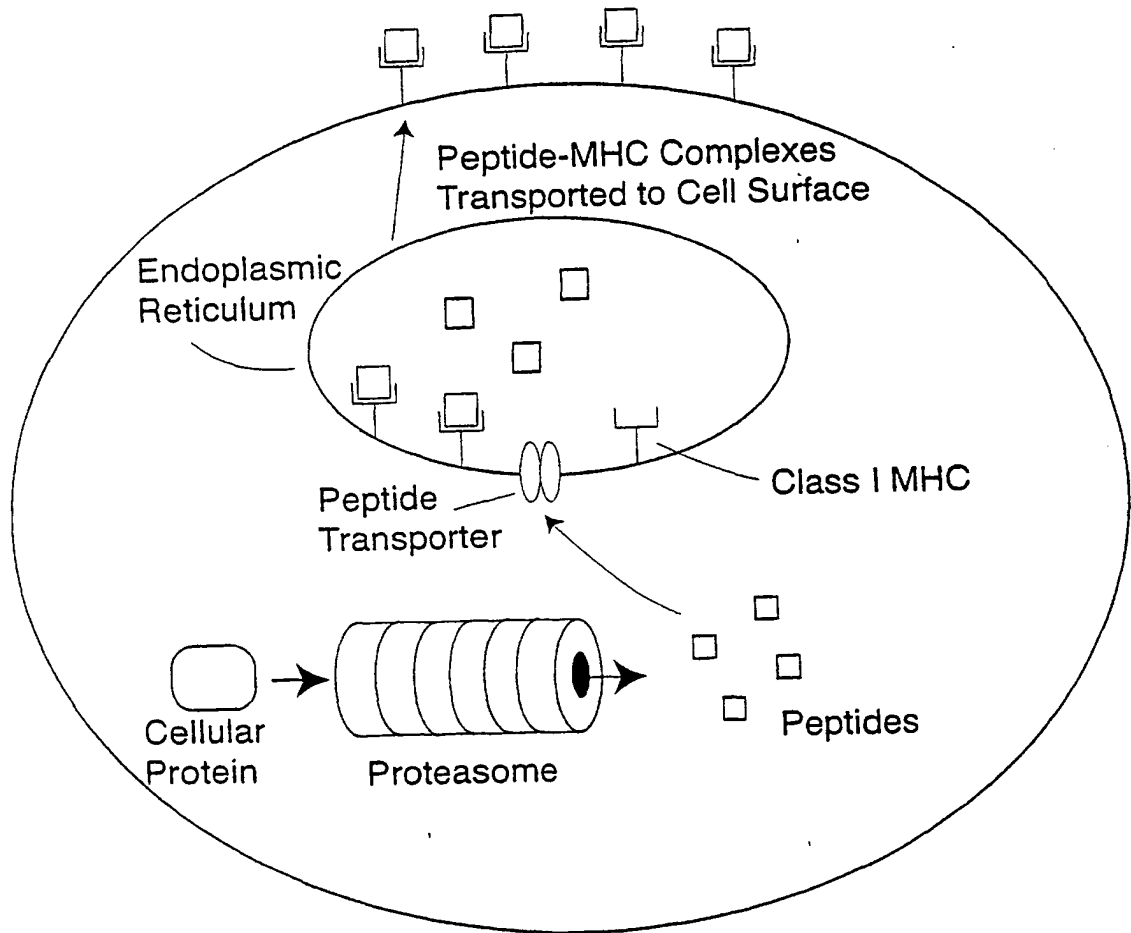 Peptide-MHC Complexes
Transported to Cell Surface
Endoplasmic
Reticulum
Class I MHC
Peptide
Transporter
Peptides
Cellular
Protein
Proteasome